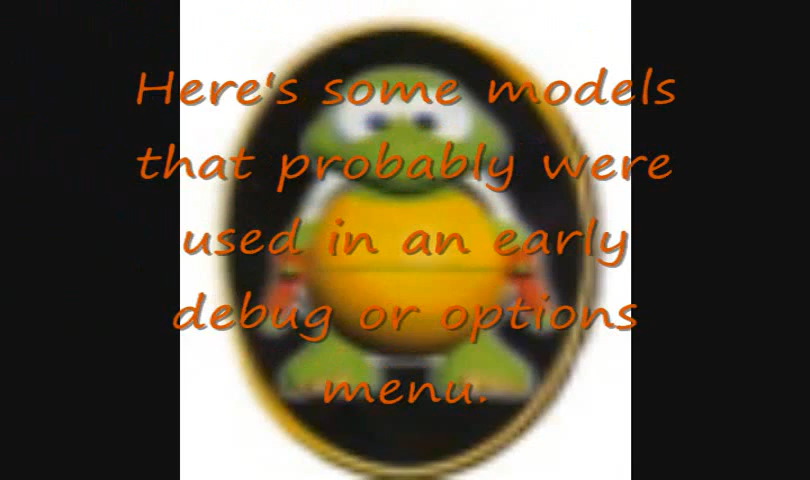 Here's some models
that probably were
used in an early
debug or options
menu.